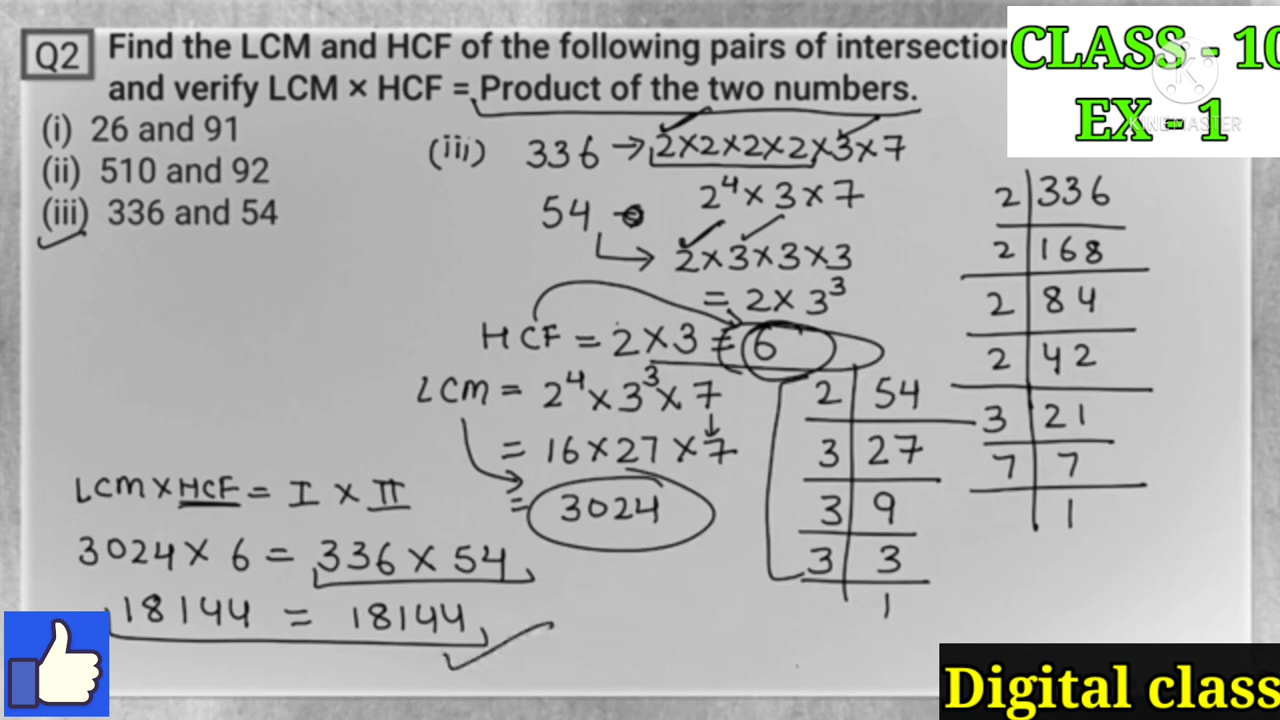 Q2 Find the LCM and HCF of the following pairs of intersection
and verify LCM × HCF = Product of the two numbers.
(i) 26 and 91
(ii) 510 and 92
(iii) 336 and 54
CLASS - 10
EX - 1
KINEMASTER
(iii) 336 → 2×2×2×2×3×7
2⁴×3×7
54
→ 2×3×3×3
= 2×3³
HCF = 2×3 = 6
LCM = 2⁴×3³×7
= 16×27×7
= 3024
LCM×HCF = I × II
3024×6 = 336×54
18144 = 18144
2 | 54
3 | 27
3 | 9
3 | 3
1
2 | 336
2 | 168
2 | 84
2 | 42
3 | 21
7 | 7
1
Digital class